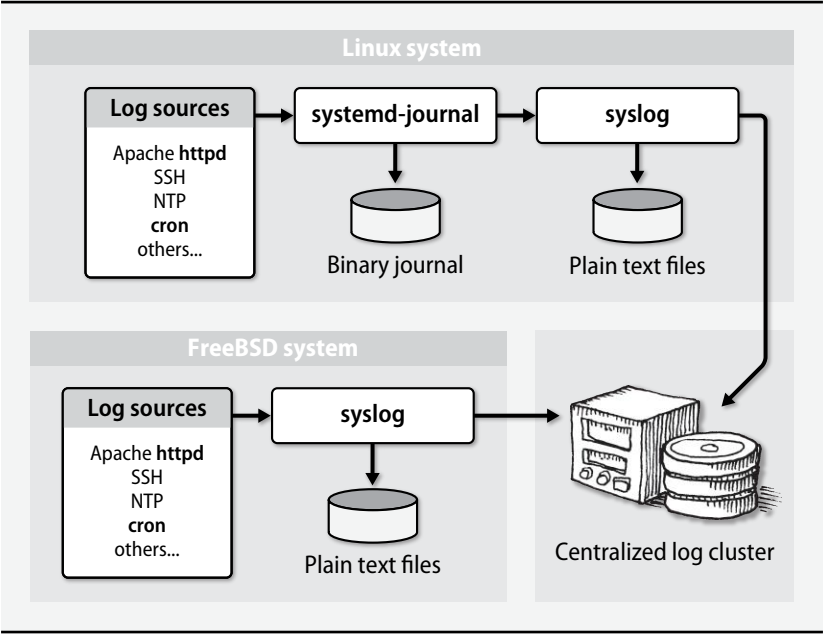 Linux system
Log sources
Apache httpd
SSH
NTP
cron
others...
systemd-journal
Binary journal
syslog
Plain text files
FreeBSD system
Log sources
Apache httpd
SSH
NTP
cron
others...
syslog
Plain text files
Centralized log cluster